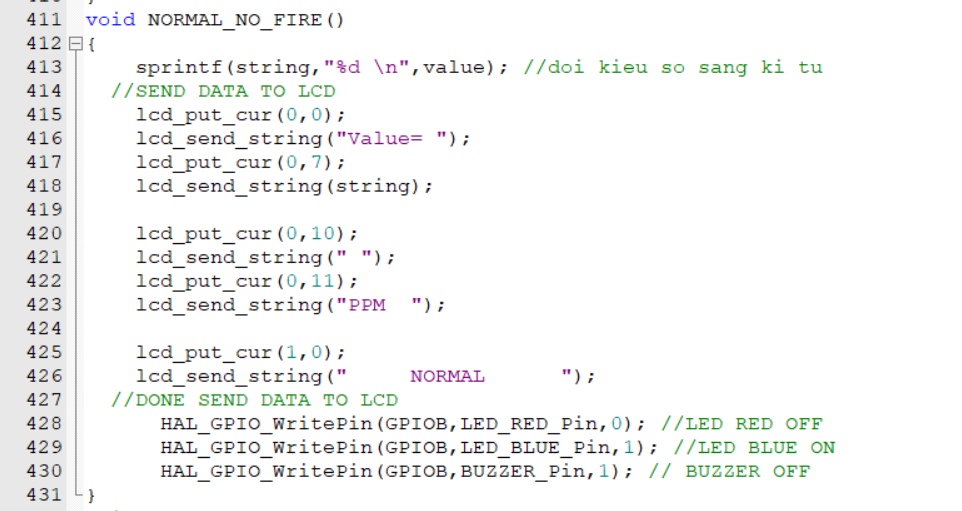 411 void NORMAL_NO_FIRE()
412 {
413     sprintf(string,"%d \n",value); //doi kieu so sang ki tu
414   //SEND DATA TO LCD
415     lcd_put_cur(0,0);
416     lcd_send_string("Value= ");
417     lcd_put_cur(0,7);
418     lcd_send_string(string);
419
420     lcd_put_cur(0,10);
421     lcd_send_string(" ");
422     lcd_put_cur(0,11);
423     lcd_send_string("PPM  ");
424
425     lcd_put_cur(1,0);
426     lcd_send_string("     NORMAL      ");
427   //DONE SEND DATA TO LCD
428       HAL_GPIO_WritePin(GPIOB,LED_RED_Pin,0); //LED RED OFF
429       HAL_GPIO_WritePin(GPIOB,LED_BLUE_Pin,1); //LED BLUE ON
430       HAL_GPIO_WritePin(GPIOB,BUZZER_Pin,1); // BUZZER OFF
431 }